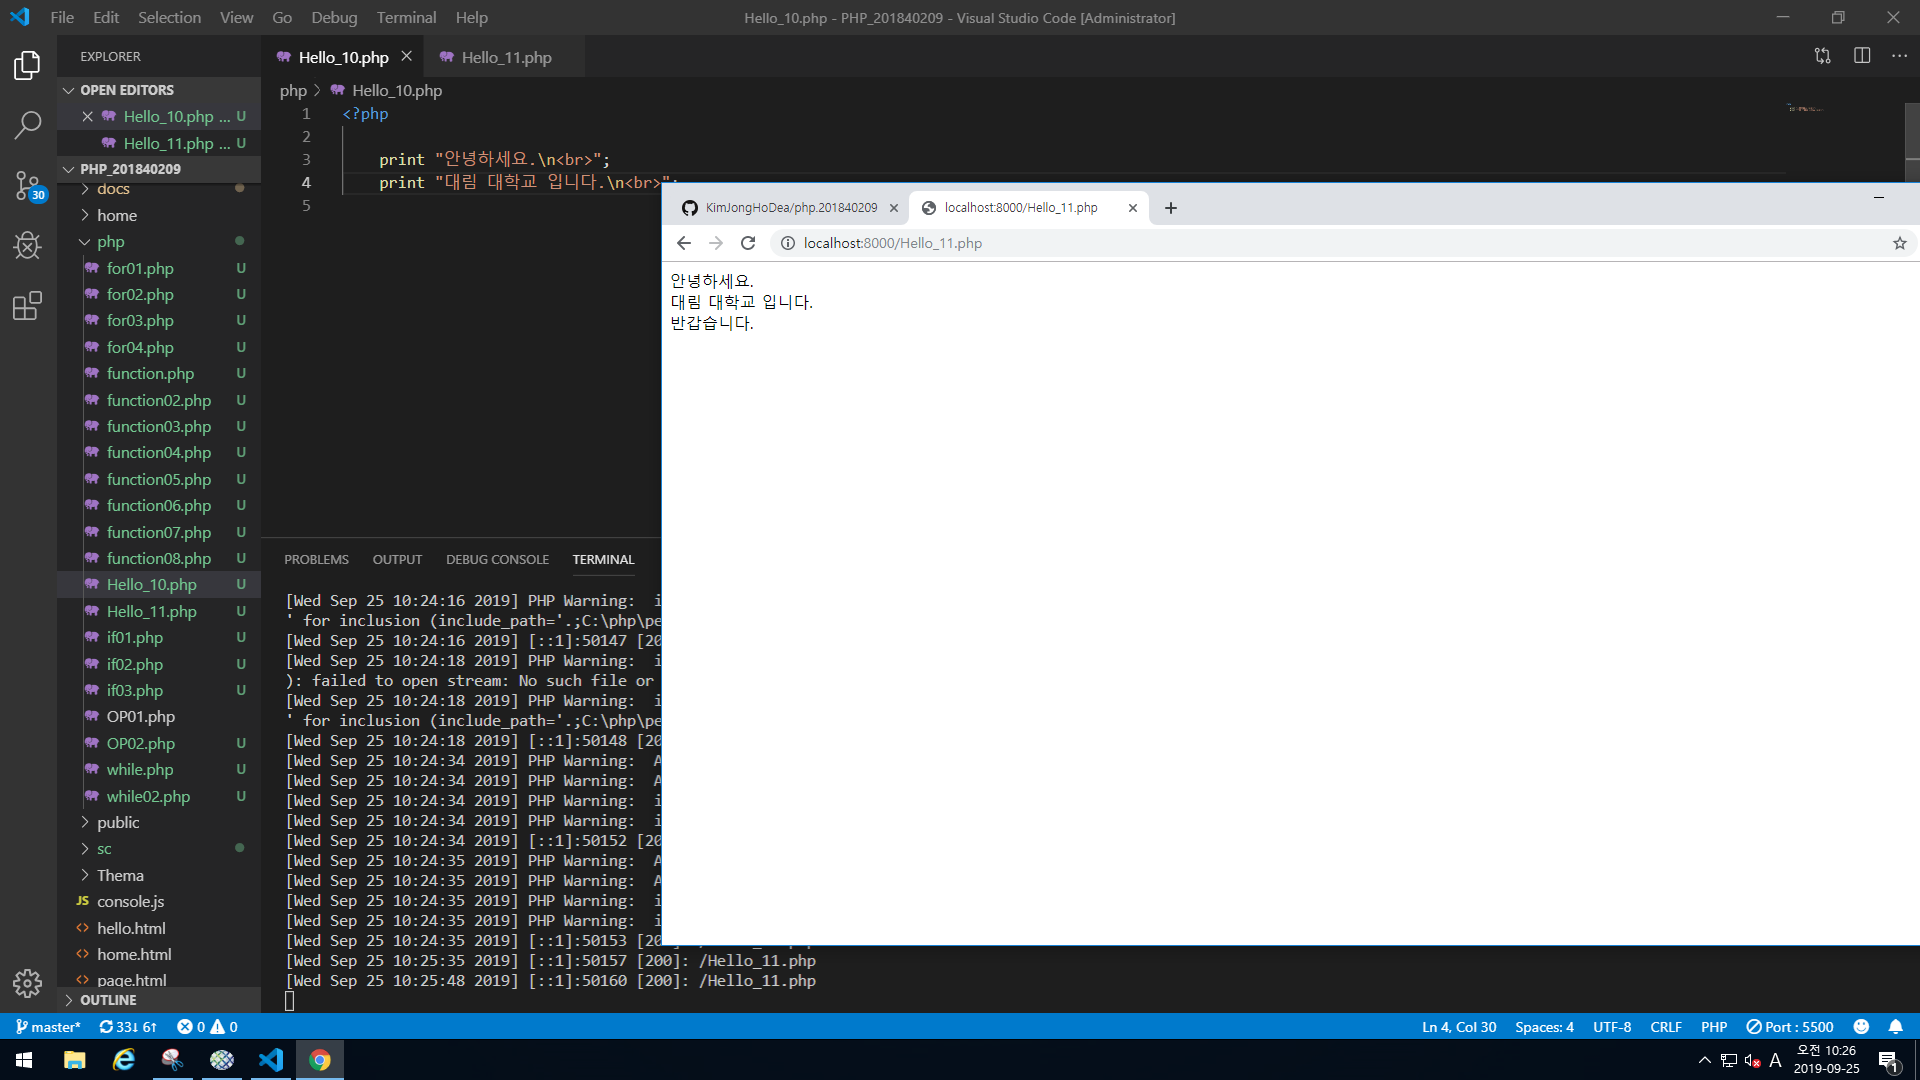 File Edit Selection View Go Debug Terminal Help
Hello_10.php - PHP_201840209 - Visual Studio Code [Administrator]
EXPLORER
OPEN EDITORS
Hello_10.php ... U
Hello_11.php ... U
PHP_201840209
docs
home
php
for01.php U
for02.php U
for03.php U
for04.php U
function.php U
function02.php U
function03.php U
function04.php U
function05.php U
function06.php U
function07.php U
function08.php U
Hello_10.php U
Hello_11.php U
if01.php U
if02.php U
if03.php U
OP01.php
OP02.php U
while.php U
while02.php U
public
sc
Thema
JS console.js
<> hello.html
<> home.html
<> page.html
OUTLINE
30
Hello_10.php
Hello_11.php
php > Hello_10.php
1 <?php
2
3 print "안녕하세요.\n<br>";
4 print "대림 대학교 입니다.\n<br>";
5
KimJongHoDea/php.201840209
localhost:8000/Hello_11.php
localhost:8000/Hello_11.php
안녕하세요.
대림 대학교 입니다.
반갑습니다.
PROBLEMS OUTPUT DEBUG CONSOLE TERMINAL
[Wed Sep 25 10:24:16 2019] PHP Warning: i
' for inclusion (include_path='.;C:\php\pe
[Wed Sep 25 10:24:16 2019] [::1]:50147 [20
[Wed Sep 25 10:24:18 2019] PHP Warning: i
): failed to open stream: No such file or
[Wed Sep 25 10:24:18 2019] PHP Warning: i
' for inclusion (include_path='.;C:\php\pe
[Wed Sep 25 10:24:18 2019] [::1]:50148 [20
[Wed Sep 25 10:24:34 2019] PHP Warning: A
[Wed Sep 25 10:24:34 2019] PHP Warning: A
[Wed Sep 25 10:24:34 2019] PHP Warning: i
[Wed Sep 25 10:24:34 2019] PHP Warning: i
[Wed Sep 25 10:24:34 2019] [::1]:50152 [20
[Wed Sep 25 10:24:35 2019] PHP Warning: A
[Wed Sep 25 10:24:35 2019] PHP Warning: A
[Wed Sep 25 10:24:35 2019] PHP Warning: i
[Wed Sep 25 10:24:35 2019] PHP Warning: i
[Wed Sep 25 10:24:35 2019] [::1]:50153 [20
[Wed Sep 25 10:25:35 2019] [::1]:50157 [200]: /Hello_11.php
[Wed Sep 25 10:25:48 2019] [::1]:50160 [200]: /Hello_11.php
master* 33↓ 6↑ 0 0
Ln 4, Col 30 Spaces: 4 UTF-8 CRLF PHP Port : 5500
A
오전 10:26
2019-09-25
1